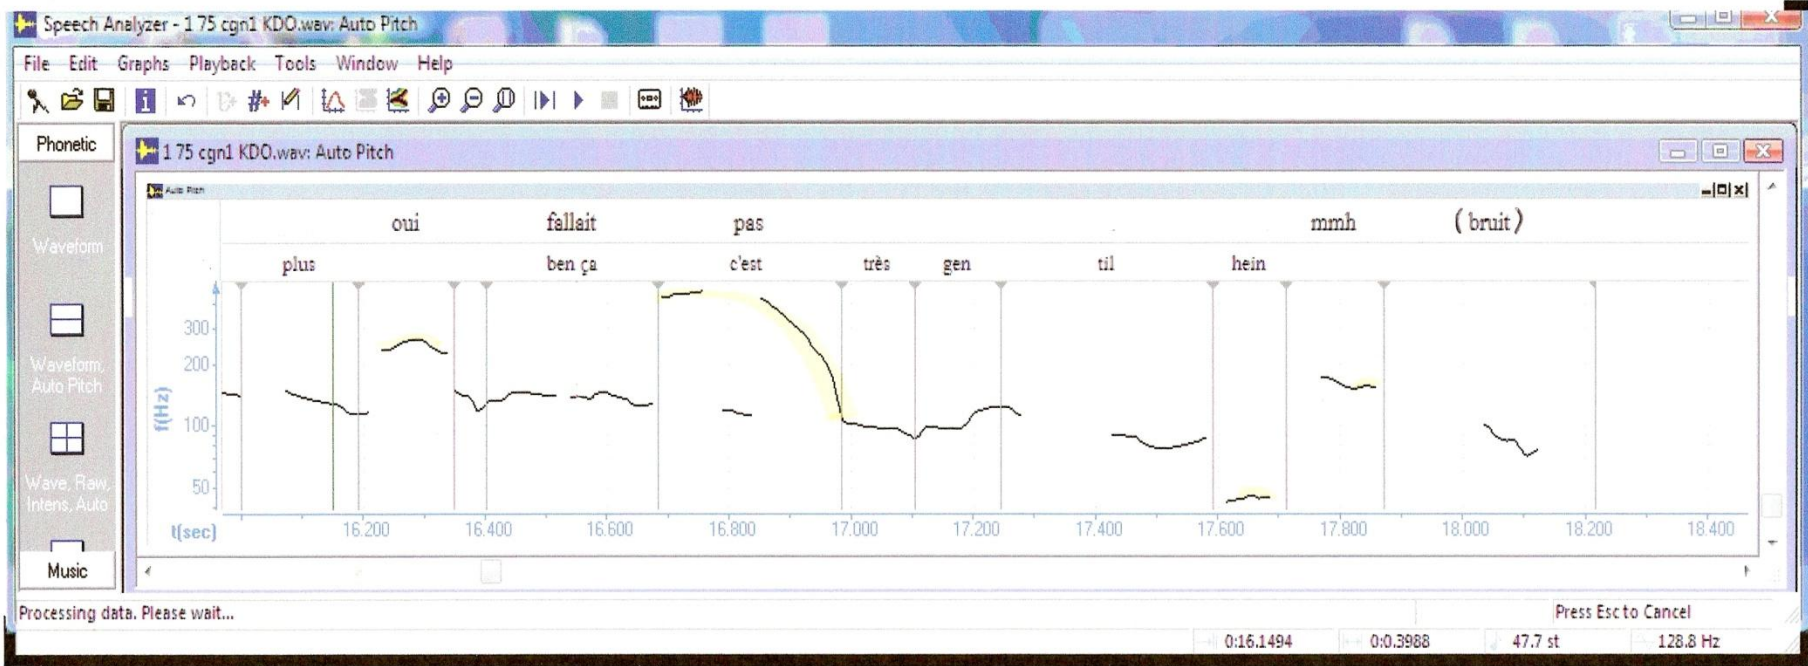 Speech Analyzer - 1 75 cgn1 KDO.wav: Auto Pitch
File Edit Graphs Playback Tools Window Help
Phonetic
1 75 cgn1 KDO.wav: Auto Pitch
Auto Pitch
oui fallait pas mmh (bruit)
plus ben ça c'est très gen til hein
Waveform
Waveform,
Auto Pitch
Wave, Raw,
Intens, Auto
Music
f(Hz)
300
200
100
50
t(sec) 16.200 16.400 16.600 16.800 17.000 17.200 17.400 17.600 17.800 18.000 18.200 18.400
Processing data. Please wait... Press Esc to Cancel
0:16.1494 0:0.3988 47.7 st 128.8 Hz